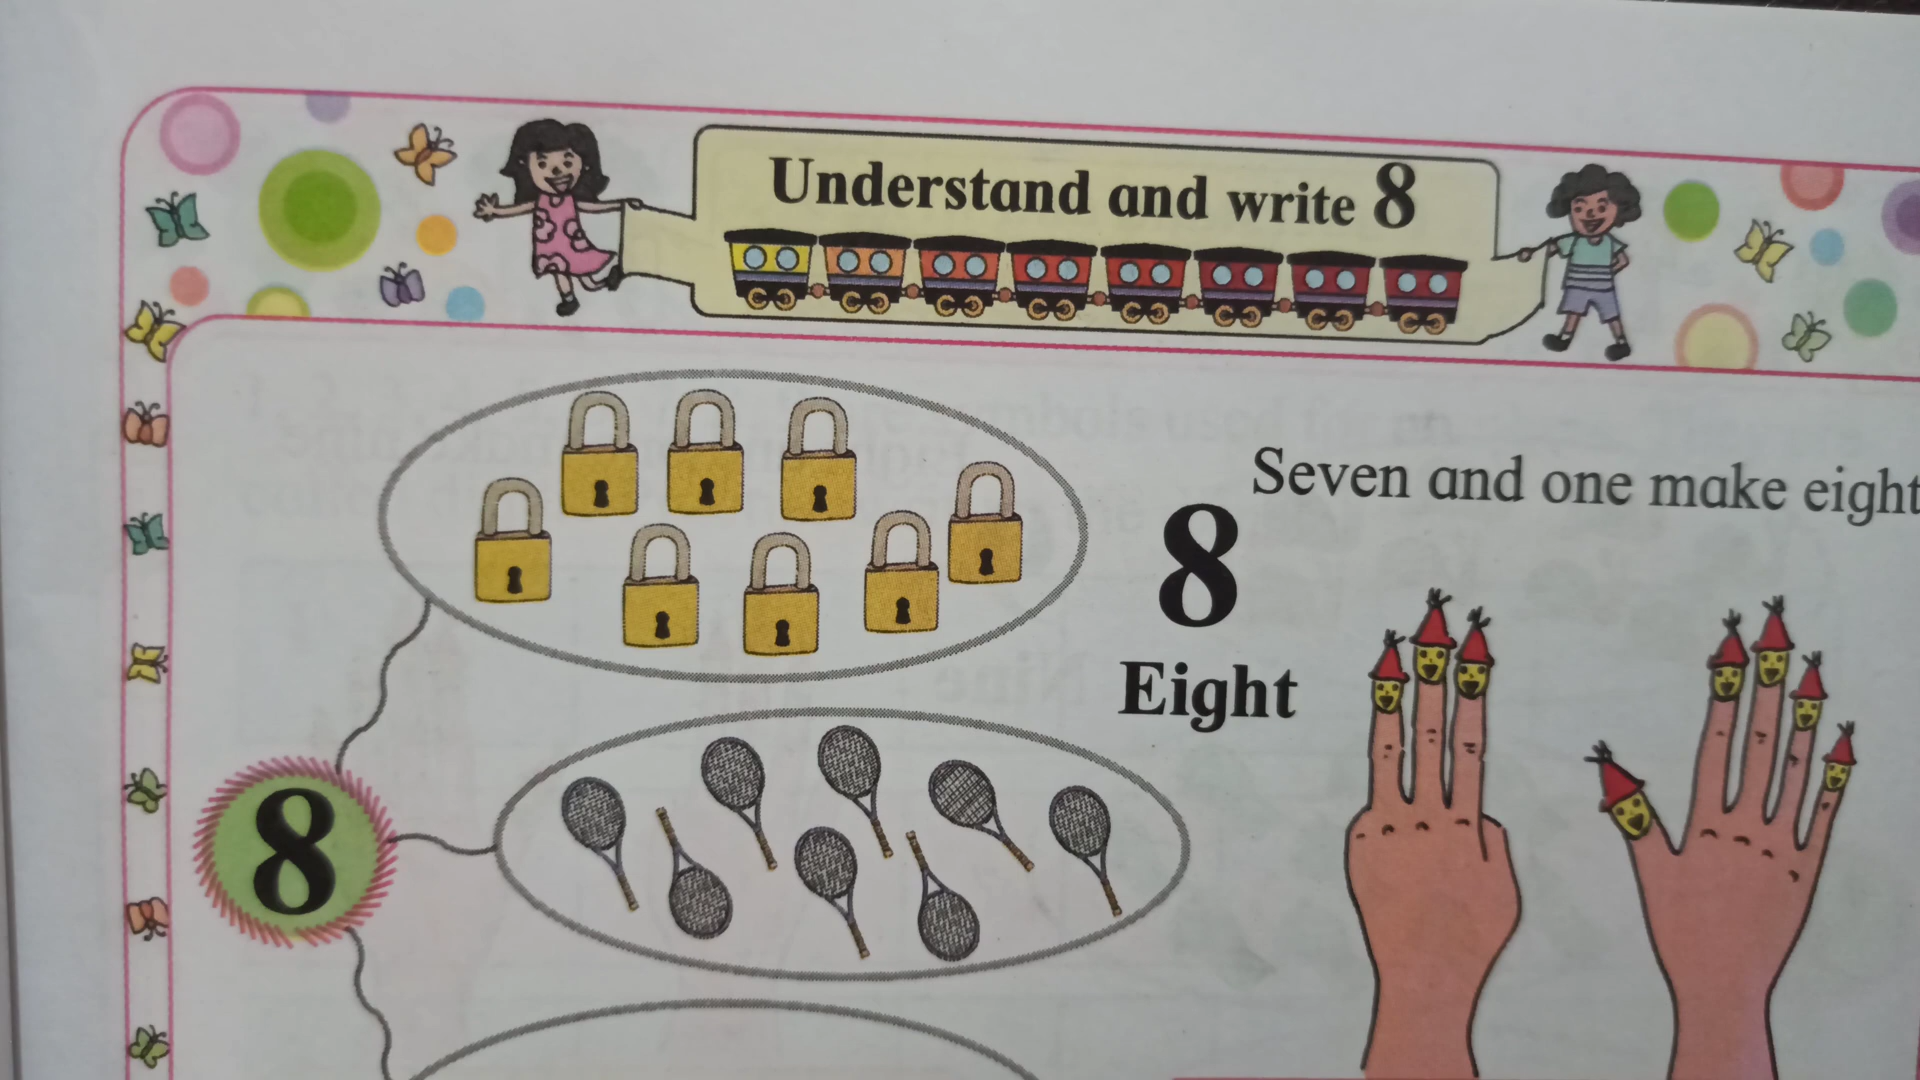 Understand and write 8
Seven and one make eight
8
Eight
8